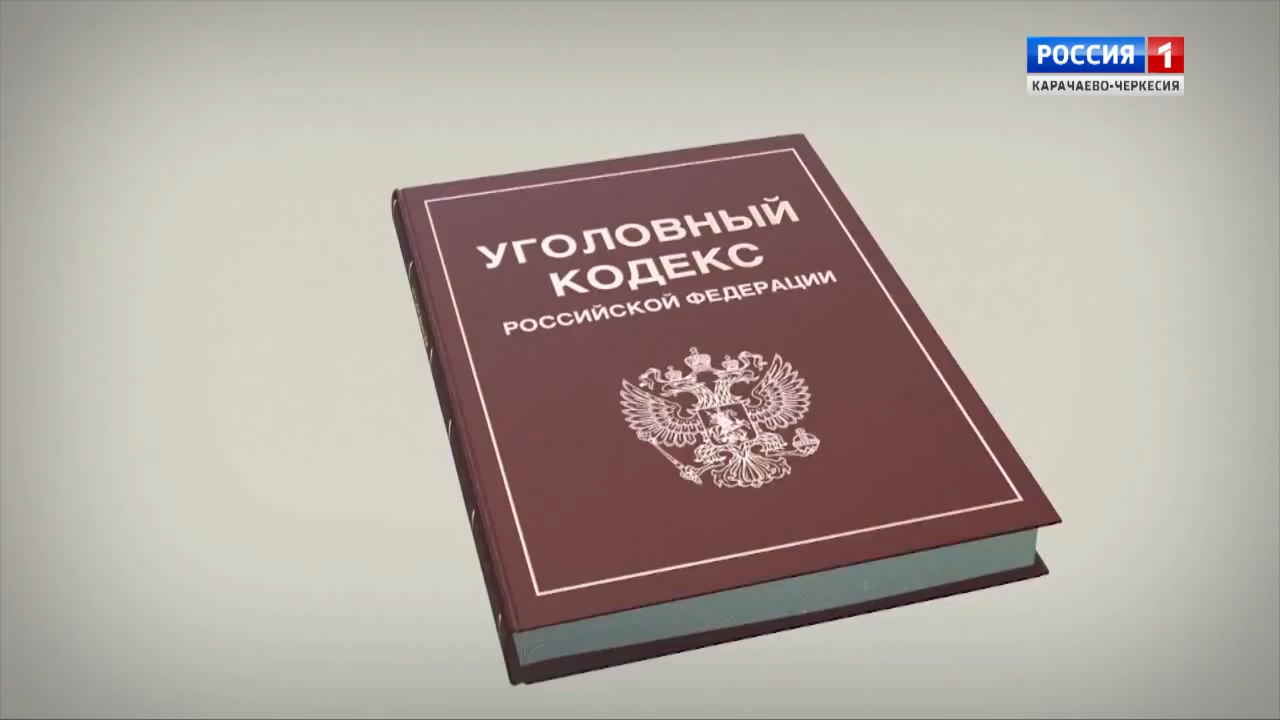 РОССИЯ 1
КАРАЧАЕВО-ЧЕРКЕСИЯ
УГОЛОВНЫЙ
КОДЕКС
РОССИЙСКОЙ ФЕДЕРАЦИИ